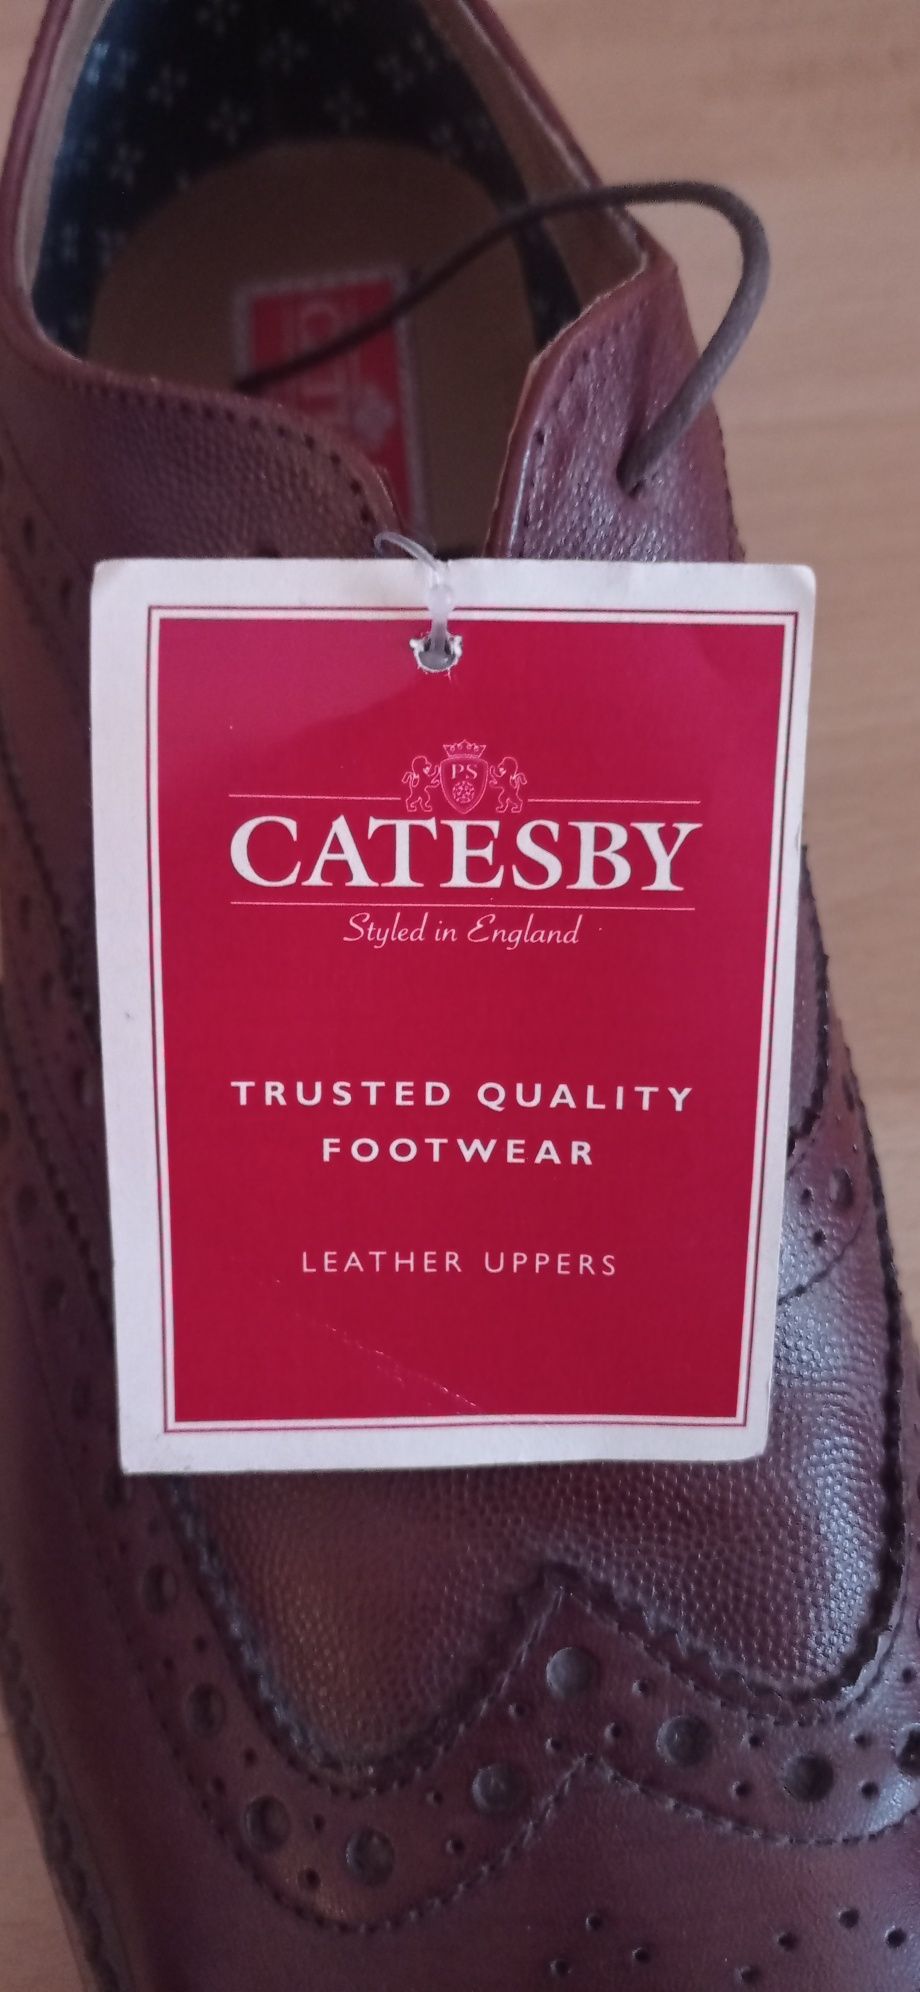 PS
CATESBY
Styled in England
TRUSTED QUALITY
FOOTWEAR
LEATHER UPPERS